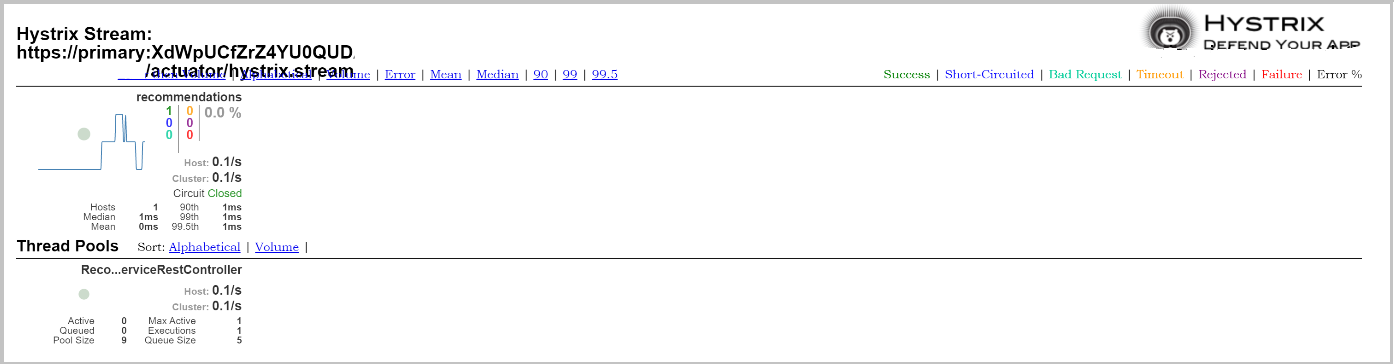 Hystrix Stream:
https://primary:XdWpUCfZrZ4YU0QUD
/actuator/hystrix.stream
HYSTRIX
DEFEND YOUR APP
Alphabetical | Volume | Error | Mean | Median | 90 | 99 | 99.5
Success | Short-Circuited | Bad Request | Timeout | Rejected | Failure | Error %
recommendations
1 0 0.0 %
0 0
0 0
Host: 0.1/s
Cluster: 0.1/s
Circuit Closed
Hosts 1 90th 1ms
Median 1ms 99th 1ms
Mean 0ms 99.5th 1ms
Thread Pools Sort: Alphabetical | Volume |
Reco...erviceRestController
Host: 0.1/s
Cluster: 0.1/s
Active 0 Max Active 1
Queued 0 Executions 1
Pool Size 9 Queue Size 5